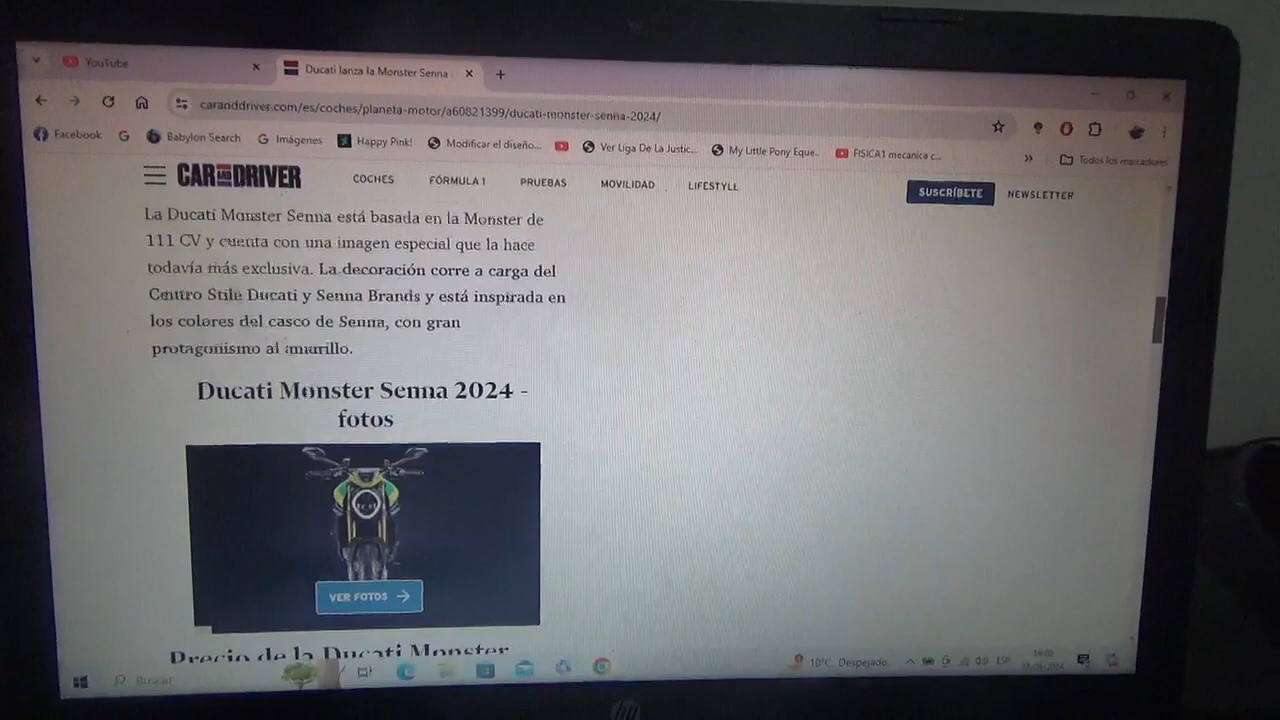 YouTube
Ducati lanza la Monster Senna
caranddriver.com/es/coches/planeta-motor/a60821399/ducati-monster-senna-2024/
Facebook
Babylon Search
Imágenes
Happy Pink!
Modificar el diseño...
Ver Liga De La Justic...
My Little Pony Eque...
FISICA1 mecanica c...
Todos los marcadores
CAR AND DRIVER
COCHES
FÓRMULA 1
PRUEBAS
MOVILIDAD
LIFESTYLE
SUSCRÍBETE
NEWSLETTER
La Ducati Monster Senna está basada en la Monster de
111 CV y cuenta con una imagen especial que la hace
todavía más exclusiva. La decoración corre a carga del
Centro Stile Ducati y Senna Brands y está inspirada en
los colores del casco de Senna, con gran
protagonismo al amarillo.
Ducati Monster Senna 2024 -
fotos
VER FOTOS
Precio de la Ducati Monster
Buscar
10°C Despejado
ESP
hp